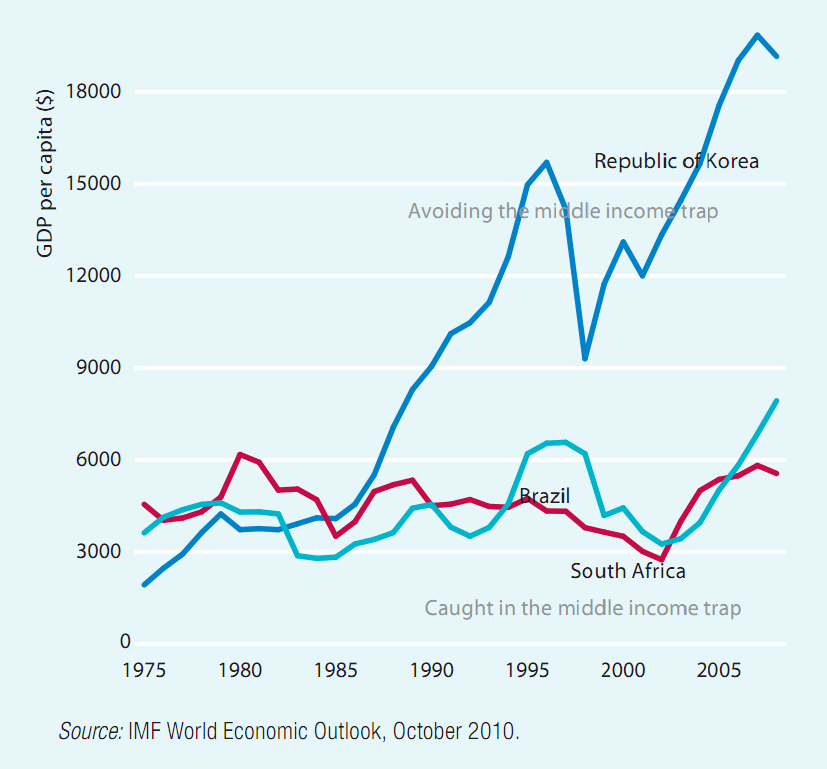 GDP per capita ($)
18000
15000
12000
9000
6000
3000
0
Republic of Korea
Avoiding the middle income trap
Brazil
South Africa
Caught in the middle income trap
1975 1980 1985 1990 1995 2000 2005
Source: IMF World Economic Outlook, October 2010.